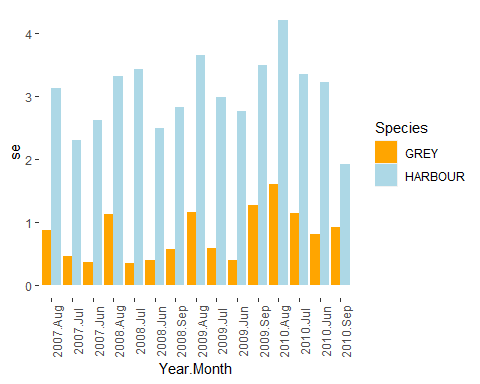 4
3
2
1
0
se
2007.Aug
2007.Jul
2007.Jun
2008.Aug
2008.Jul
2008.Jun
2008.Sep
2009.Aug
2009.Jul
2009.Jun
2009.Sep
2010.Aug
2010.Jul
2010.Jun
2010.Sep
Year.Month
Species
GREY
HARBOUR